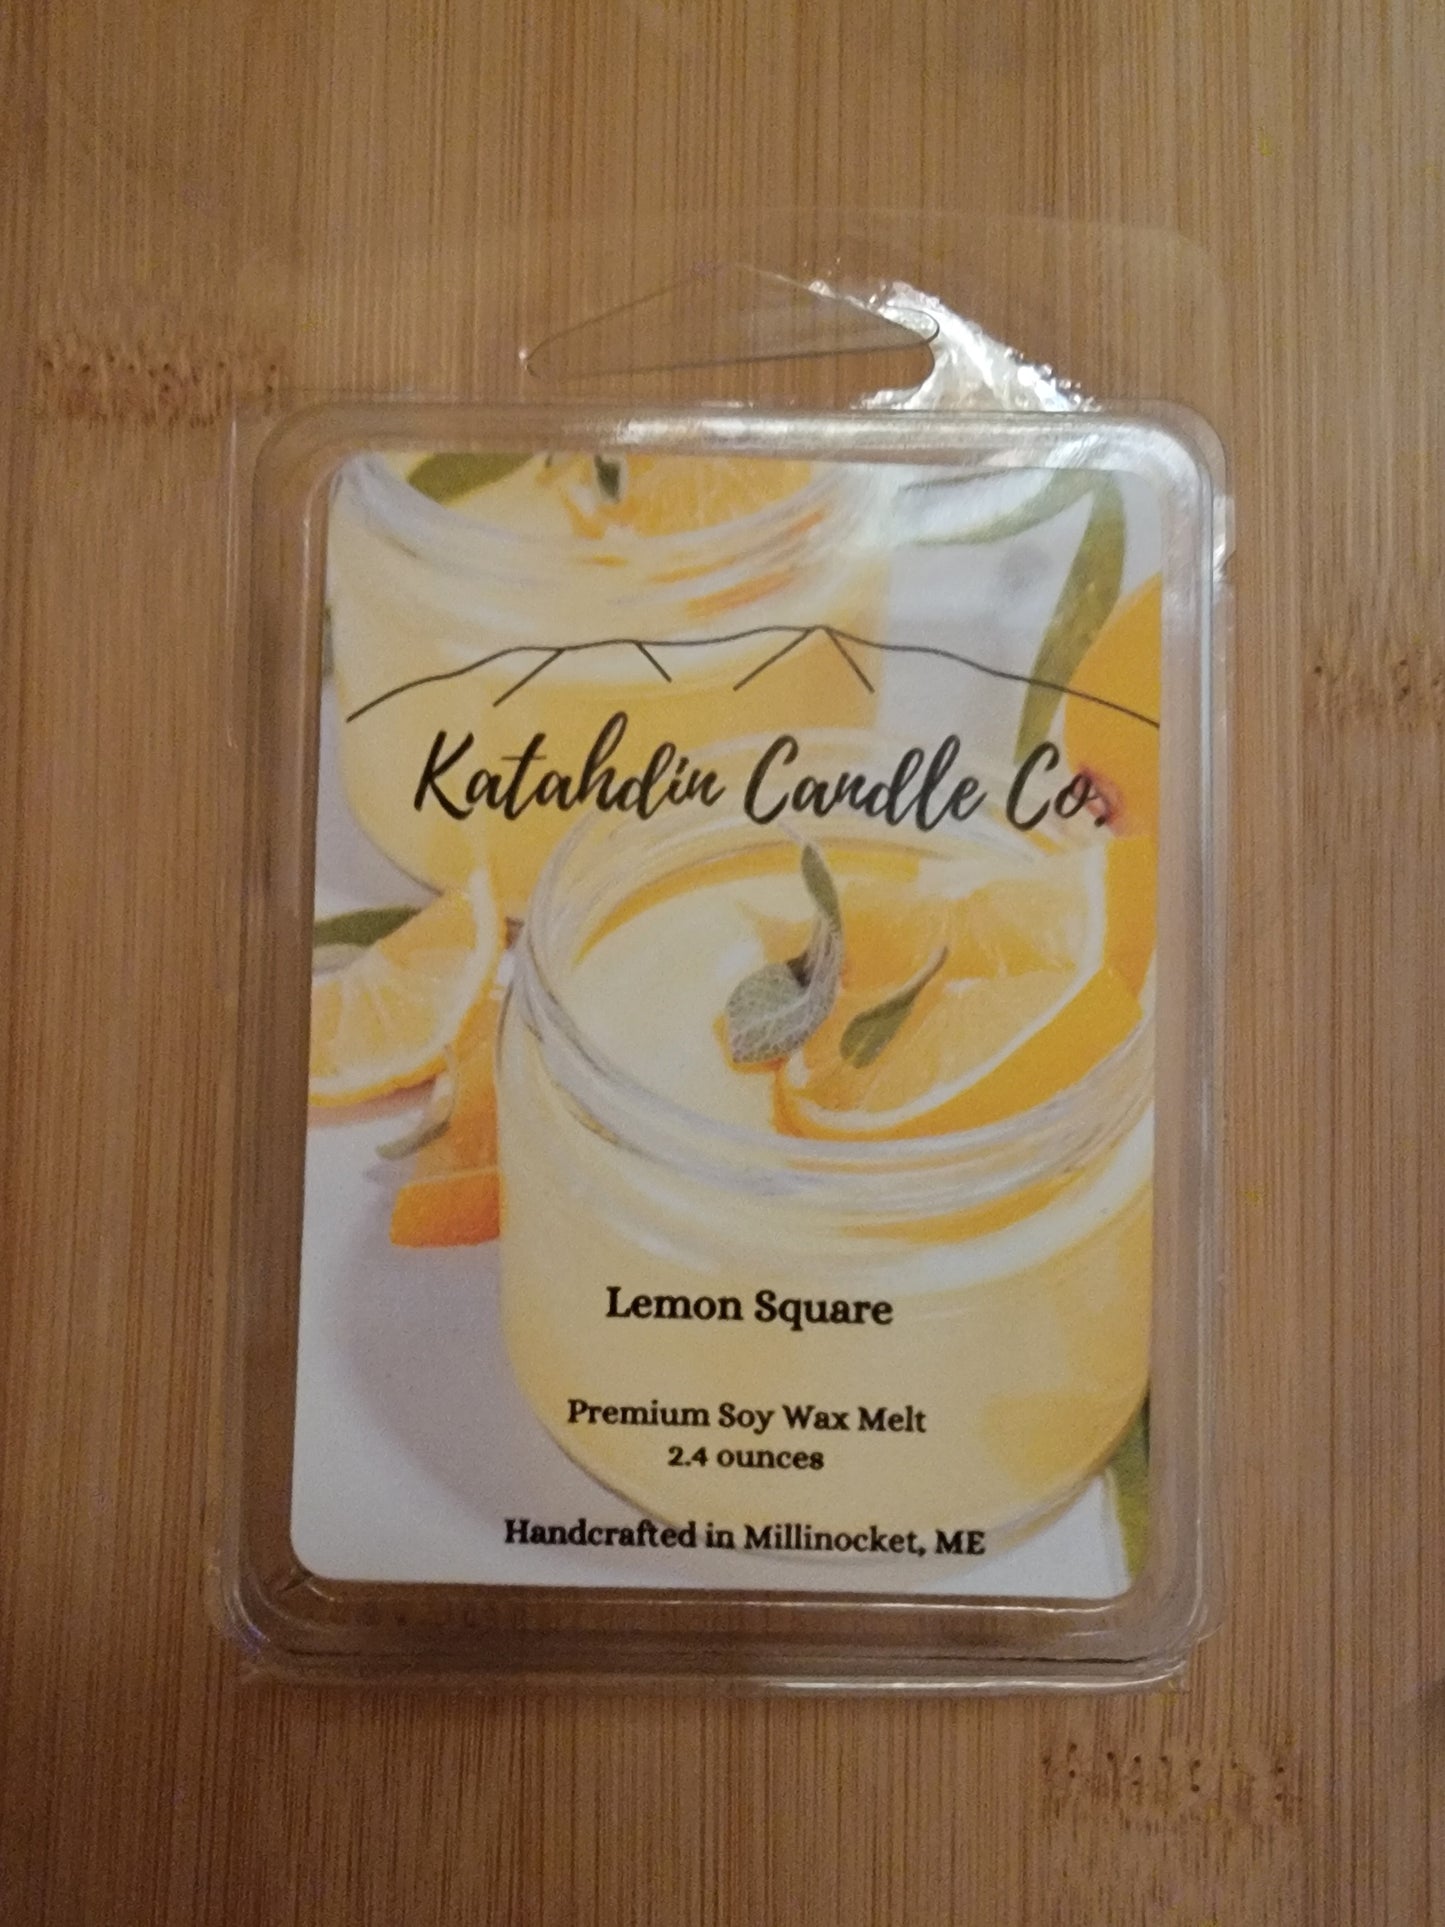 Katahdin Candle Co.
Lemon Square
Premium Soy Wax Melt
2.4 ounces
Handcrafted in Millinocket, ME